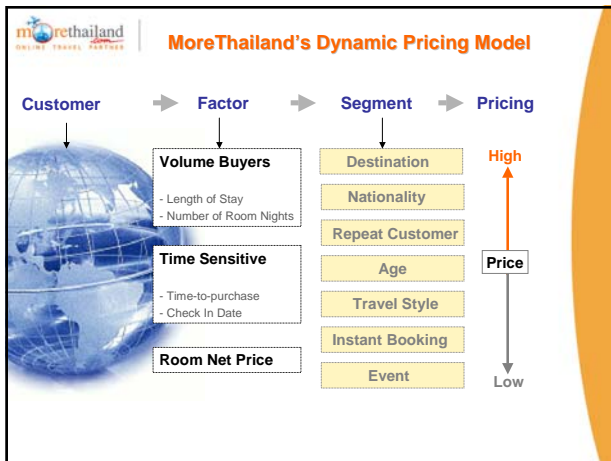 morethailand
.com
ONLINE TRAVEL PARTNER
MoreThailand's Dynamic Pricing Model
Customer
Factor
Segment
Pricing
Volume Buyers
- Length of Stay
- Number of Room Nights
Time Sensitive
- Time-to-purchase
- Check In Date
Room Net Price
Destination
Nationality
Repeat Customer
Age
Travel Style
Instant Booking
Event
High
Price
Low